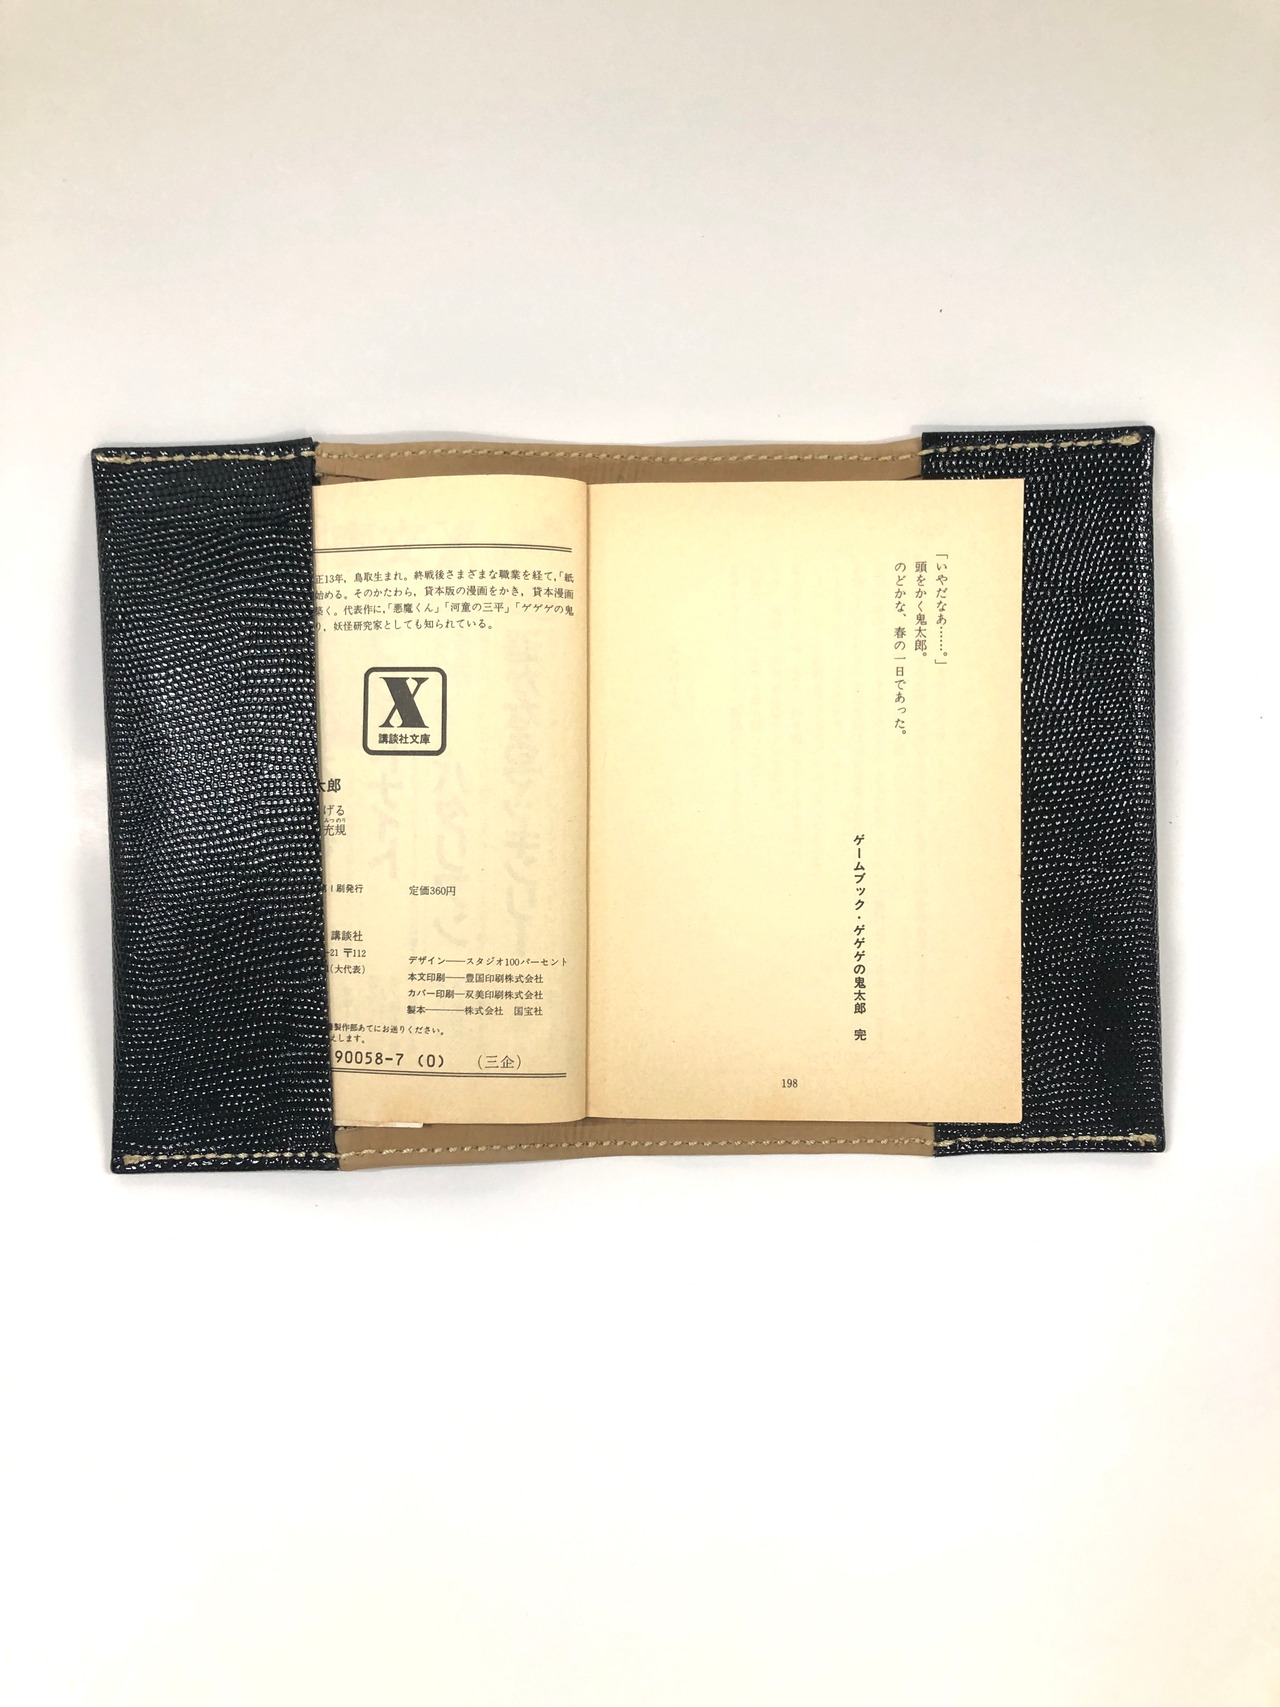 「いやだなあ……。」
頭をかく鬼太郎。
のどかな、春の一日であった。
ゲームブック・ゲゲゲの鬼太郎　完
198
正13年，鳥取生まれ。終戦後さまざまな職業を経て，「紙
始める。そのかたわら，貸本版の漫画をかき，貸本漫画
築く。代表作に，「悪魔くん」「河童の三平」「ゲゲゲの鬼
り，妖怪研究家としても知られている。
X
講談社文庫
太郎
げる
みつのり
充規
第1刷発行
定価360円
講談社
-21 〒112
(大代表)
デザイン──スタジオ100パーセント
本文印刷──豊国印刷株式会社
カバー印刷─双美印刷株式会社
製本────株式会社　国宝社
製作部あてにお送りください。
えします。
90058-7 (0)　(三企)